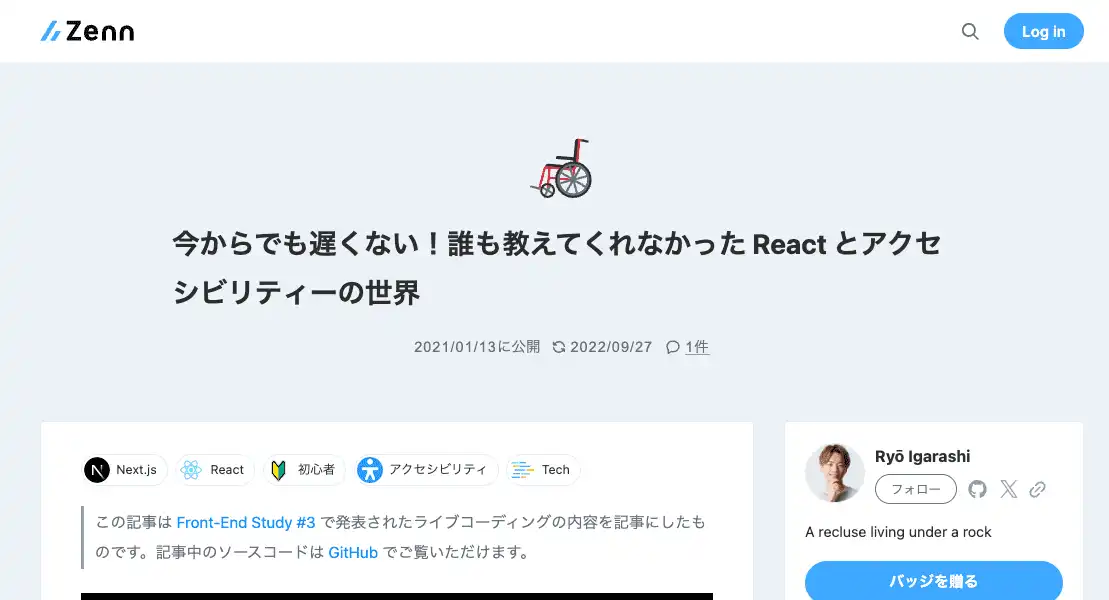 Zenn
Log in
今からでも遅くない！誰も教えてくれなかった React とアクセ
シビリティーの世界
2021/01/13に公開 2022/09/27 1件
Next.js React 初心者 アクセシビリティ Tech
この記事は Front-End Study #3 で発表されたライブコーディングの内容を記事にしたも
のです。記事中のソースコードは GitHub でご覧いただけます。
Ryō Igarashi
フォロー
A recluse living under a rock
バッジを贈る